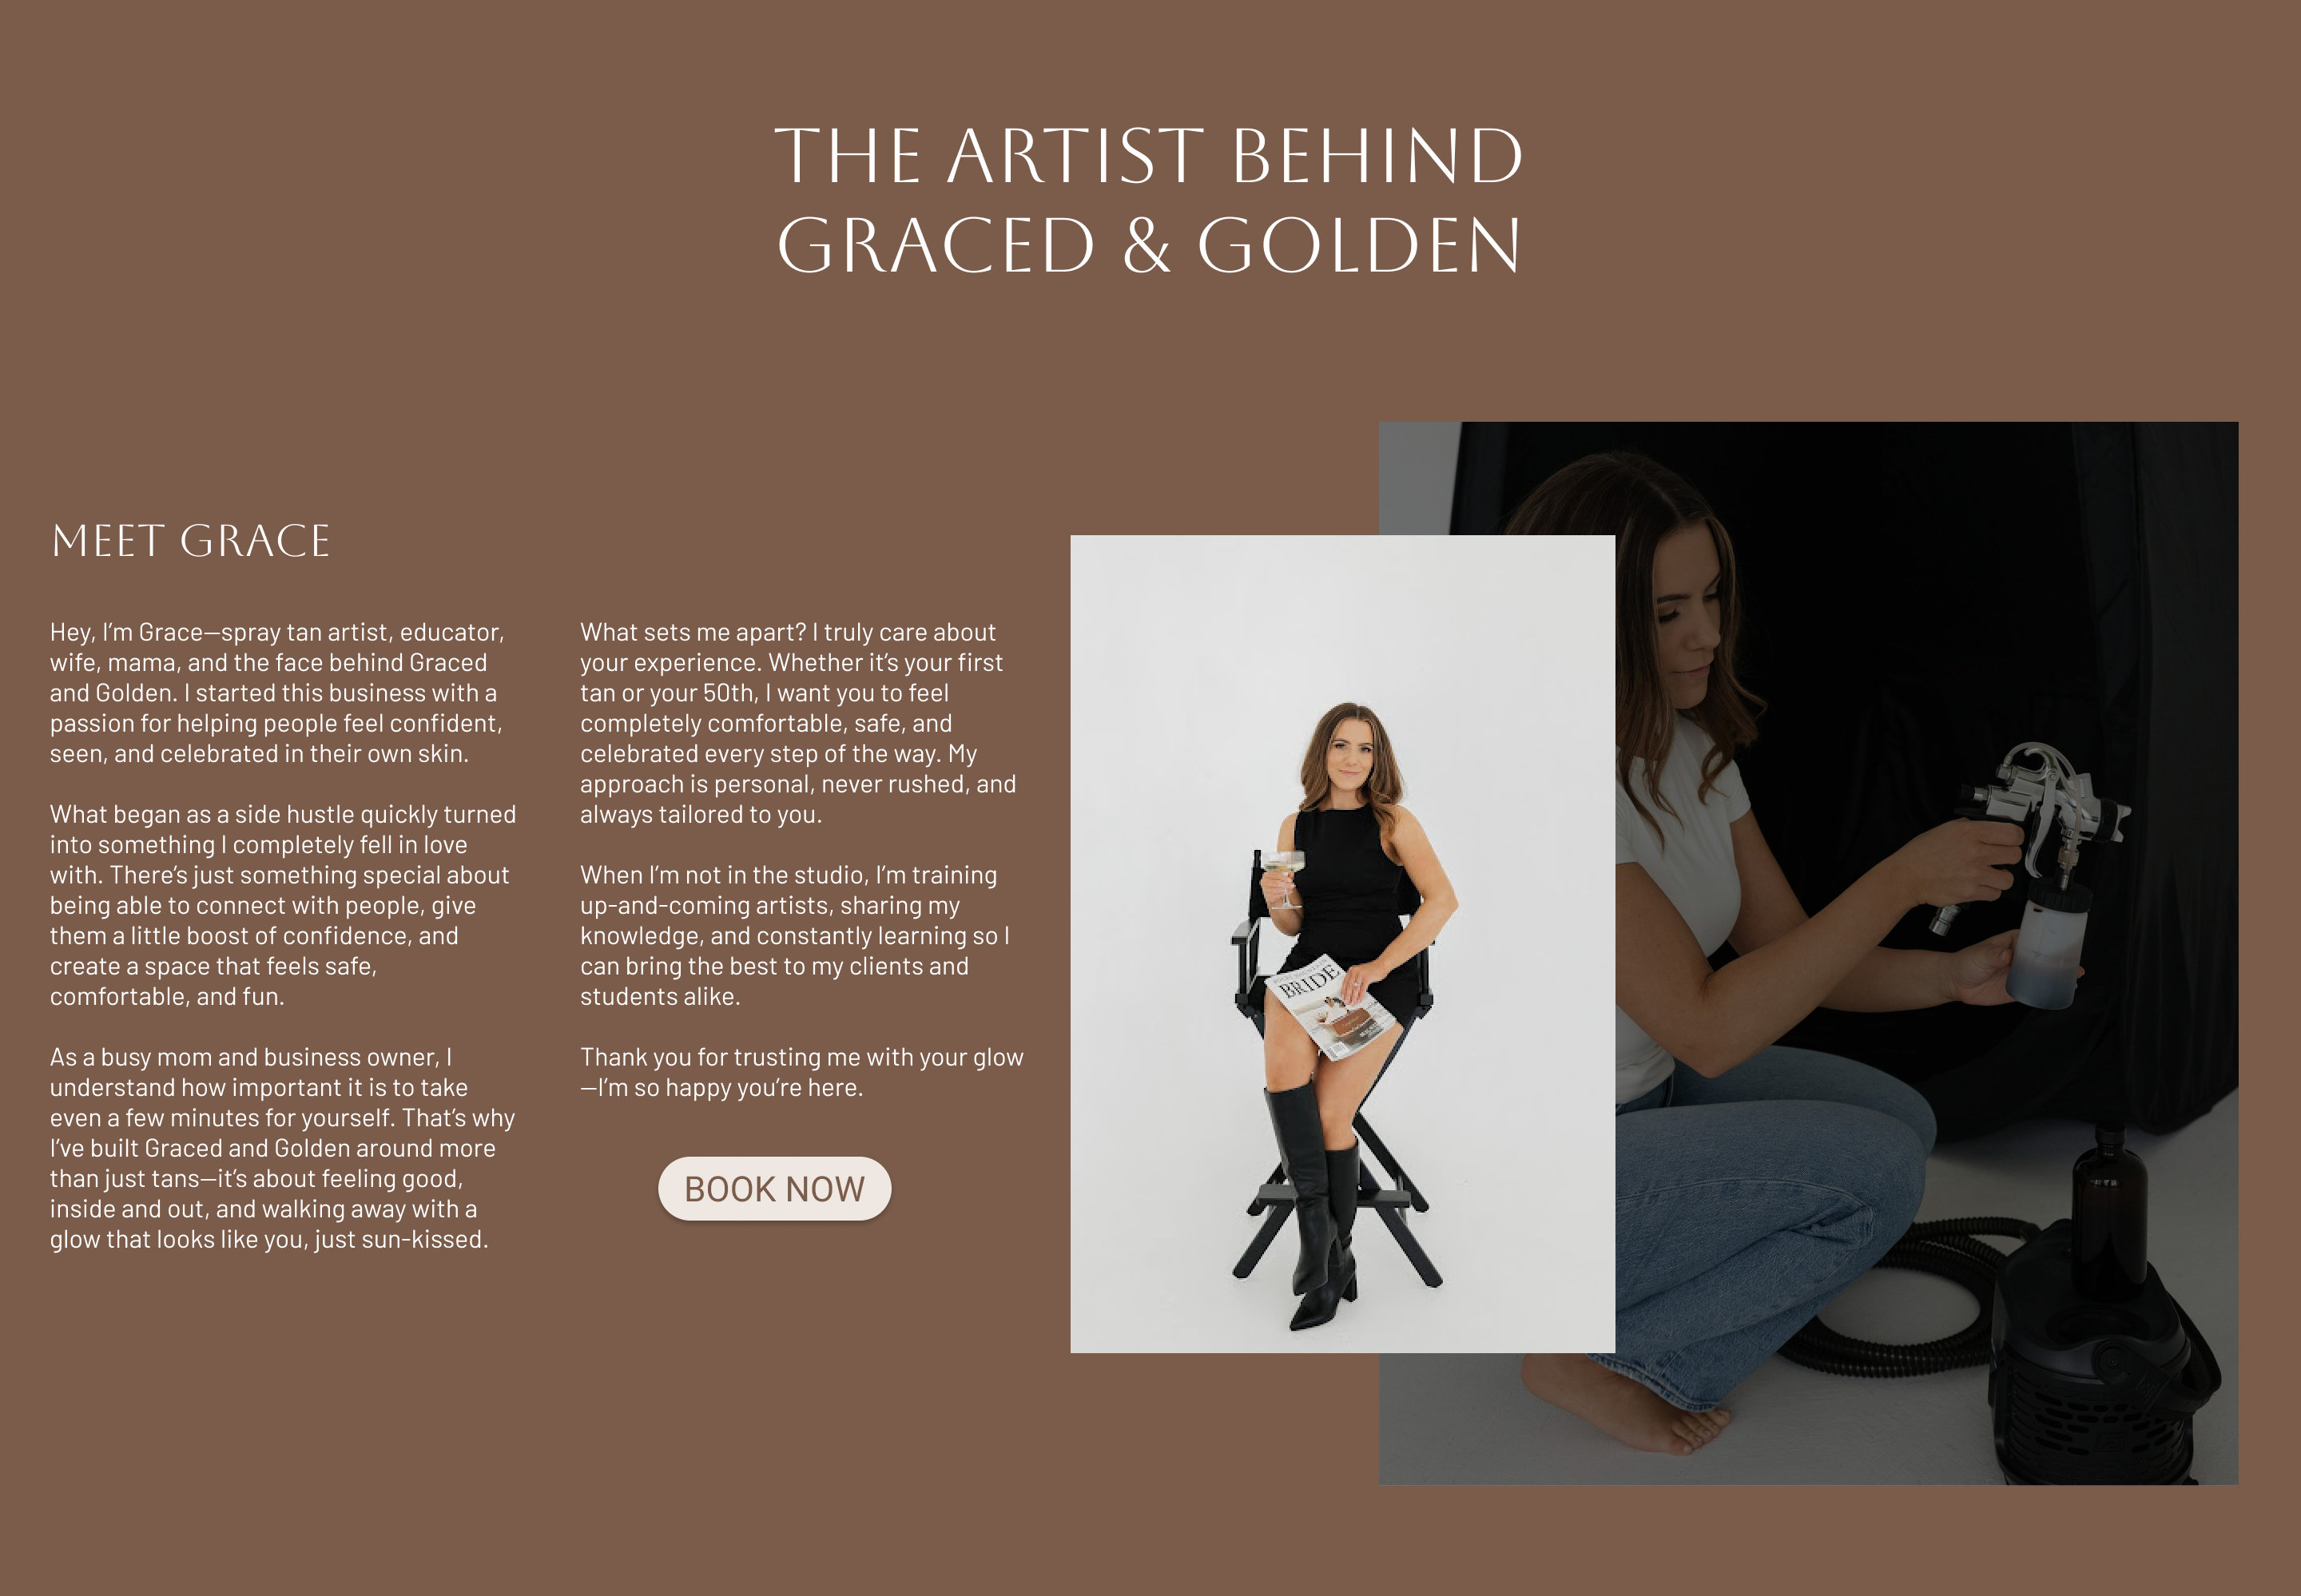 THE ARTIST BEHIND
GRACED & GOLDEN
MEET GRACE
Hey, I’m Grace—spray tan artist, educator,
wife, mama, and the face behind Graced
and Golden. I started this business with a
passion for helping people feel confident,
seen, and celebrated in their own skin.
What began as a side hustle quickly turned
into something I completely fell in love
with. There’s just something special about
being able to connect with people, give
them a little boost of confidence, and
create a space that feels safe,
comfortable, and fun.
As a busy mom and business owner, I
understand how important it is to take
even a few minutes for yourself. That’s why
I’ve built Graced and Golden around more
than just tans—it’s about feeling good,
inside and out, and walking away with a
glow that looks like you, just sun-kissed.
What sets me apart? I truly care about
your experience. Whether it’s your first
tan or your 50th, I want you to feel
completely comfortable, safe, and
celebrated every step of the way. My
approach is personal, never rushed, and
always tailored to you.
When I’m not in the studio, I’m training
up-and-coming artists, sharing my
knowledge, and constantly learning so I
can bring the best to my clients and
students alike.
Thank you for trusting me with your glow
—I’m so happy you’re here.
BOOK NOW
BRIDE